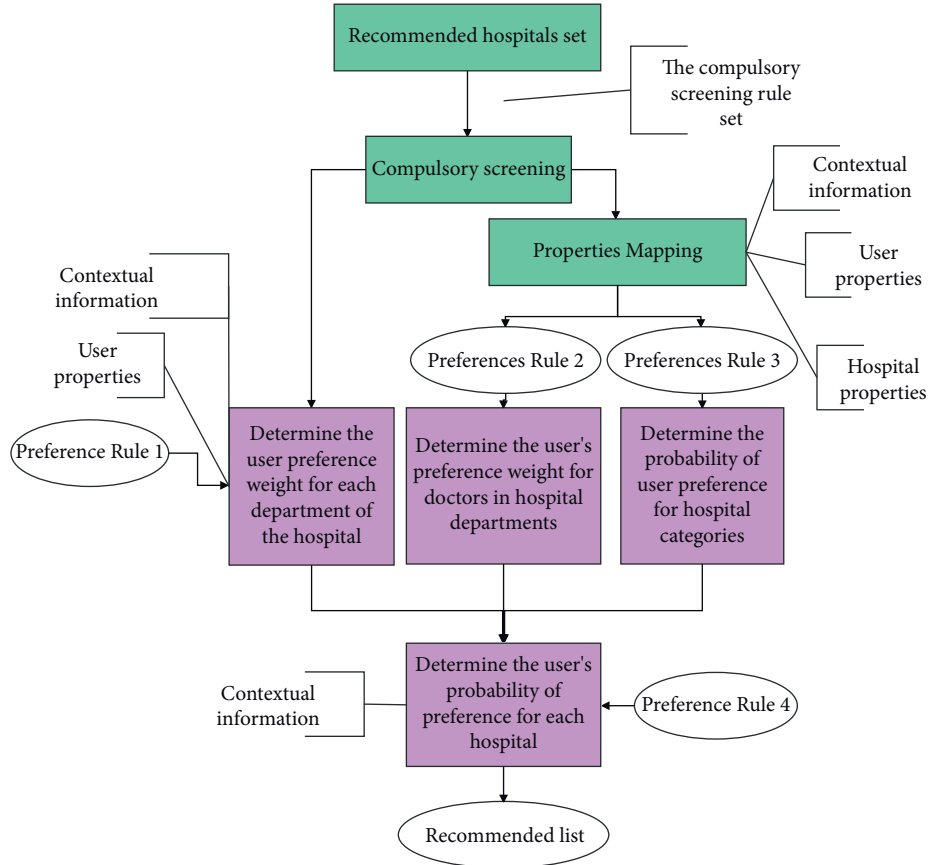 Recommended hospitals set
The compulsory
screening rule
set
Compulsory screening
Contextual
information
Properties Mapping
User
properties
Hospital
properties
Contextual
information
User
properties
Preferences Rule 2
Preferences Rule 3
Preference Rule 1
Determine the
user preference
weight for each
department of
the hospital
Determine the user's
preference weight for
doctors in hospital
departments
Determine the
probability of
user preference
for hospital
categories
Contextual
information
Determine the user's
probability of
preference for each
hospital
Preference Rule 4
Recommended list